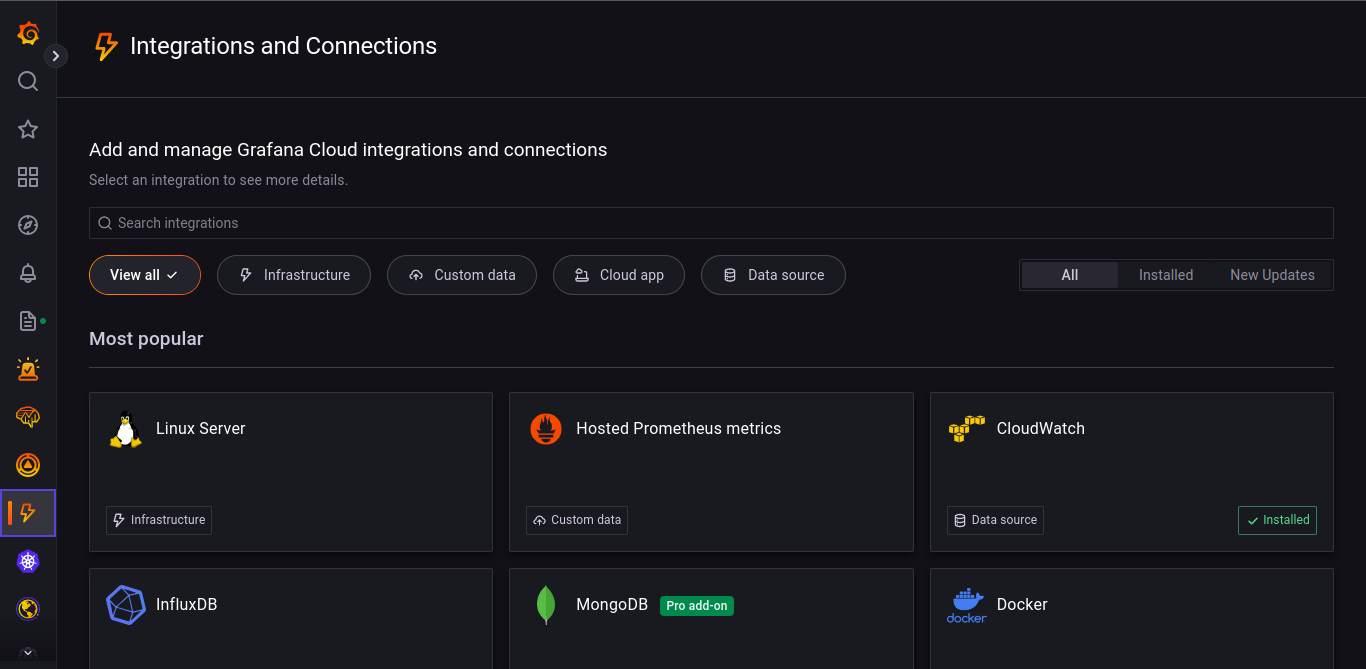 Integrations and Connections
Add and manage Grafana Cloud integrations and connections
Select an integration to see more details.
Search integrations
View all
Infrastructure
Custom data
Cloud app
Data source
All
Installed
New Updates
Most popular
Linux Server
Infrastructure
Hosted Prometheus metrics
Custom data
CloudWatch
Data source
Installed
InfluxDB
MongoDB
Pro add-on
docker
Docker